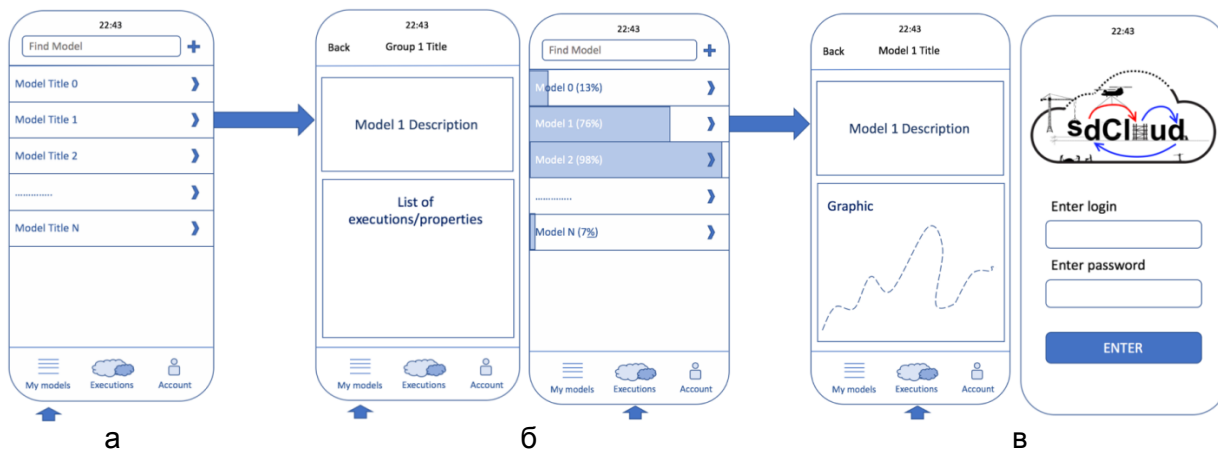 22:43
Find Model
Model Title 0
Model Title 1
Model Title 2
..............
Model Title N
My models
Executions
Account
22:43
Back
Group 1 Title
Model 1 Description
List of
executions/properties
My models
Executions
Account
22:43
Find Model
Model 0 (13%)
Model 1 (76%)
Model 2 (98%)
..............
Model N (7%)
My models
Executions
Account
22:43
Back
Model 1 Title
Model 1 Description
Graphic
My models
Executions
Account
22:43
sdCloud
Enter login
Enter password
ENTER
а
б
в